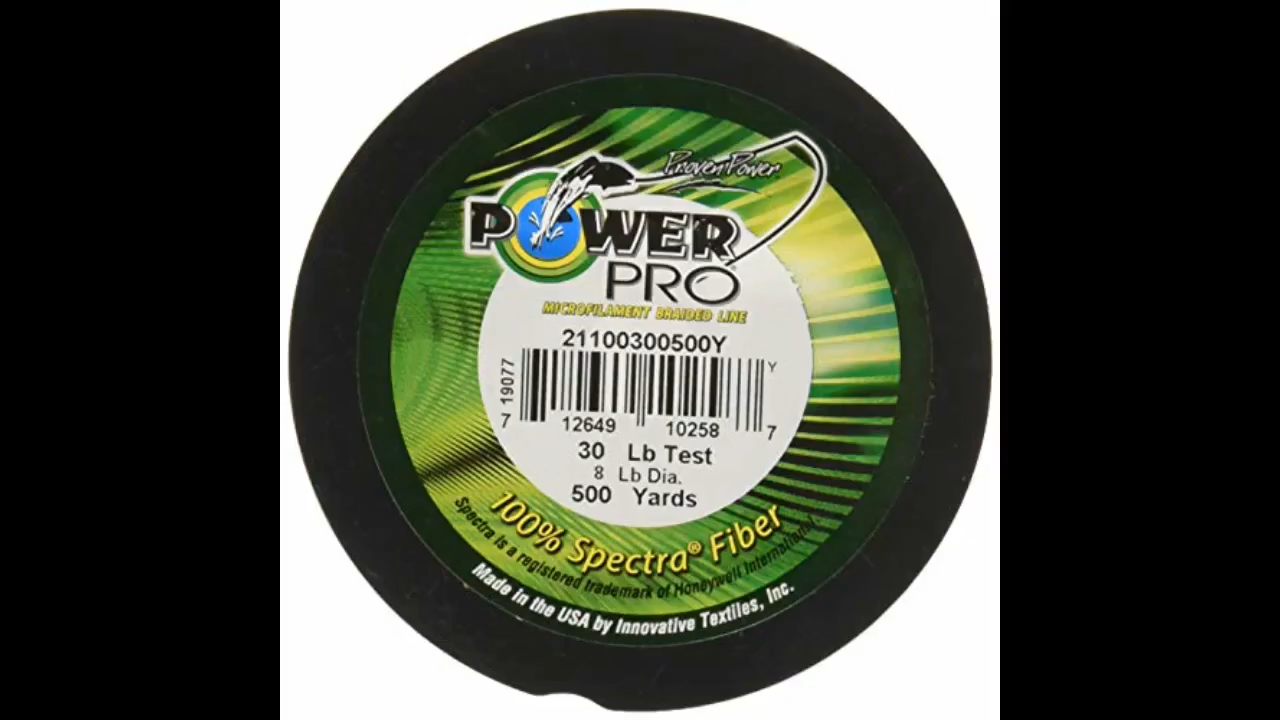 Proven Power
POWER
PRO
MICROFILAMENT BRAIDED LINE
21100300500Y
719077
Y
7 12649 10258 7
30 Lb Test
8 Lb Dia.
500 Yards
100% Spectra® Fiber
Spectra is a registered trademark of Honeywell International
Made in the USA by Innovative Textiles, Inc.